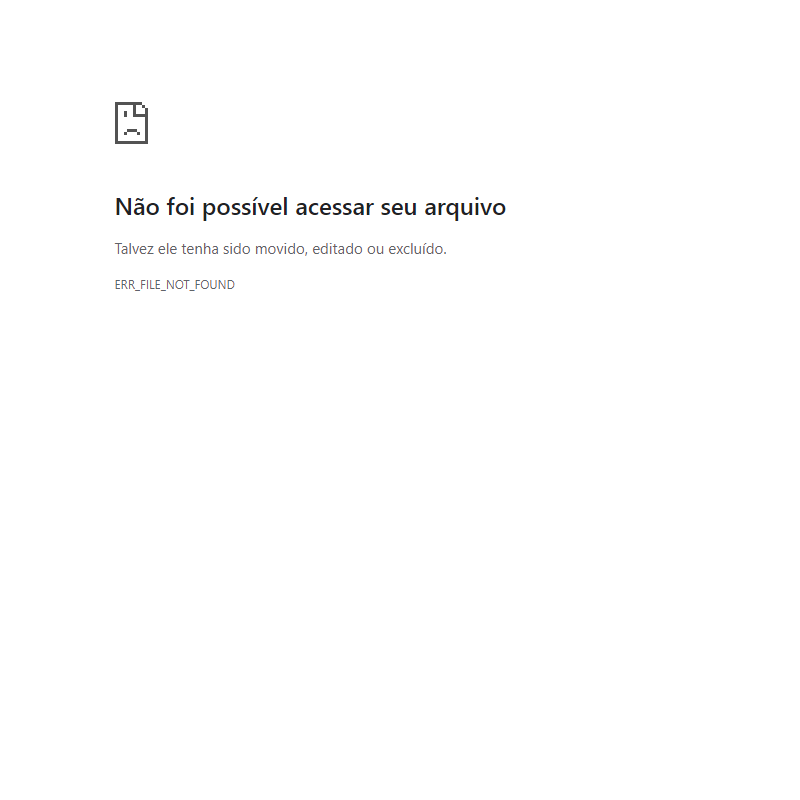 Não foi possível acessar seu arquivo
Talvez ele tenha sido movido, editado ou excluído.
ERR_FILE_NOT_FOUND